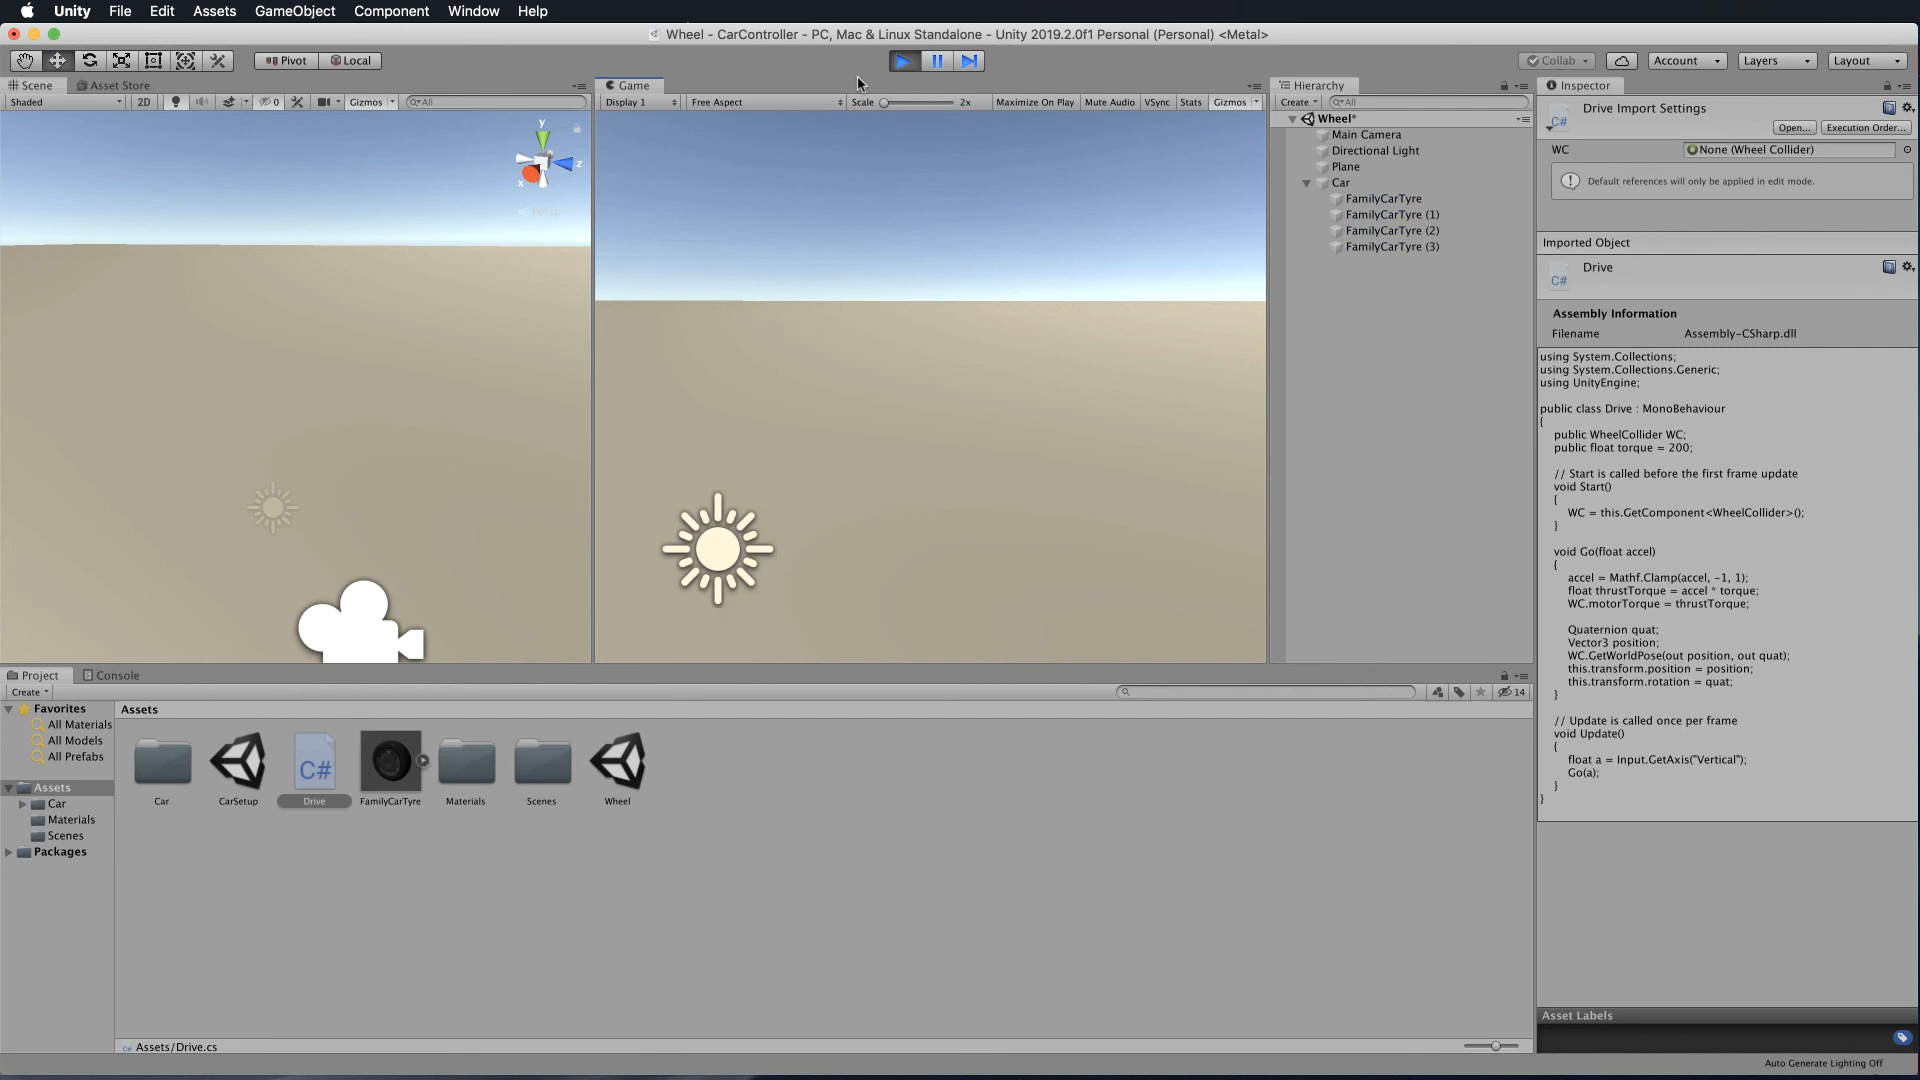 Unity File Edit Assets GameObject Component Window Help
Wheel - CarController - PC, Mac & Linux Standalone - Unity 2019.2.0f1 Personal (Personal) <Metal>
Pivot Local Collab Account Layers Layout
Scene Asset Store
Shaded 2D 0 Gizmos All
Game
Display 1 Free Aspect Scale 2x Maximize On Play Mute Audio VSync Stats Gizmos
y
z
x
Persp
Hierarchy
Create All
Wheel*
Main Camera
Directional Light
Plane
Car
FamilyCarTyre
FamilyCarTyre (1)
FamilyCarTyre (2)
FamilyCarTyre (3)
Inspector
Drive Import Settings
C#
Open... Execution Order...
WC None (Wheel Collider)
Default references will only be applied in edit mode.
Imported Object
Drive
C#
Assembly Information
Filename Assembly-CSharp.dll
using System.Collections;
using System.Collections.Generic;
using UnityEngine;
public class Drive : MonoBehaviour
{
public WheelCollider WC;
public float torque = 200;
// Start is called before the first frame update
void Start()
{
WC = this.GetComponent<WheelCollider>();
}
void Go(float accel)
{
accel = Mathf.Clamp(accel, -1, 1);
float thrustTorque = accel * torque;
WC.motorTorque = thrustTorque;
Quaternion quat;
Vector3 position;
WC.GetWorldPose(out position, out quat);
this.transform.position = position;
this.transform.rotation = quat;
}
// Update is called once per frame
void Update()
{
float a = Input.GetAxis("Vertical");
Go(a);
}
}
Asset Labels
Project Console
Create 14
Favorites
All Materials
All Models
All Prefabs
Assets
Car
Materials
Scenes
Packages
Assets
C#
Car CarSetup Drive FamilyCarTyre Materials Scenes Wheel
Assets/Drive.cs
Auto Generate Lighting Off